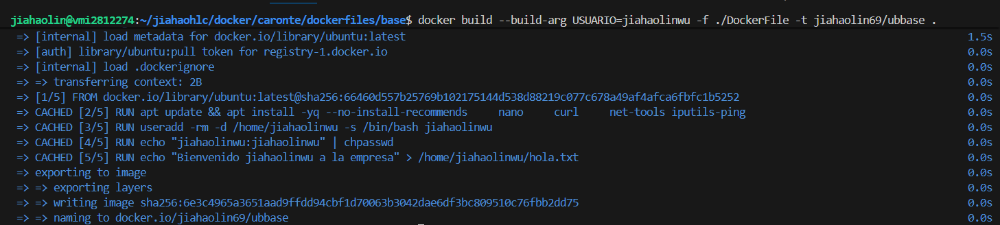 jiahaolin@vmi2812274:~/jiahaohlc/docker/caronte/dockerfiles/base$ docker build --build-arg USUARIO=jiahaolinwu -f ./DockerFile -t jiahaolin69/ubbase .
=> [internal] load metadata for docker.io/library/ubuntu:latest 1.5s
=> [auth] library/ubuntu:pull token for registry-1.docker.io 0.0s
=> [internal] load .dockerignore 0.0s
=> => transferring context: 2B 0.0s
=> [1/5] FROM docker.io/library/ubuntu:latest@sha256:66460d557b25769b102175144d538d88219c077c678a49af4afca6fbfc1b5252 0.0s
=> CACHED [2/5] RUN apt update && apt install -yq --no-install-recommends     nano     curl     net-tools iputils-ping 0.0s
=> CACHED [3/5] RUN useradd -rm -d /home/jiahaolinwu -s /bin/bash jiahaolinwu 0.0s
=> CACHED [4/5] RUN echo "jiahaolinwu:jiahaolinwu" | chpasswd 0.0s
=> CACHED [5/5] RUN echo "Bienvenido jiahaolinwu a la empresa" > /home/jiahaolinwu/hola.txt 0.0s
=> exporting to image 0.0s
=> => exporting layers 0.0s
=> => writing image sha256:6e3c4965a3651aad9ffdd94cbf1d70063b3042dae6df3bc809510c76fbb2dd75 0.0s
=> => naming to docker.io/jiahaolin69/ubbase 0.0s